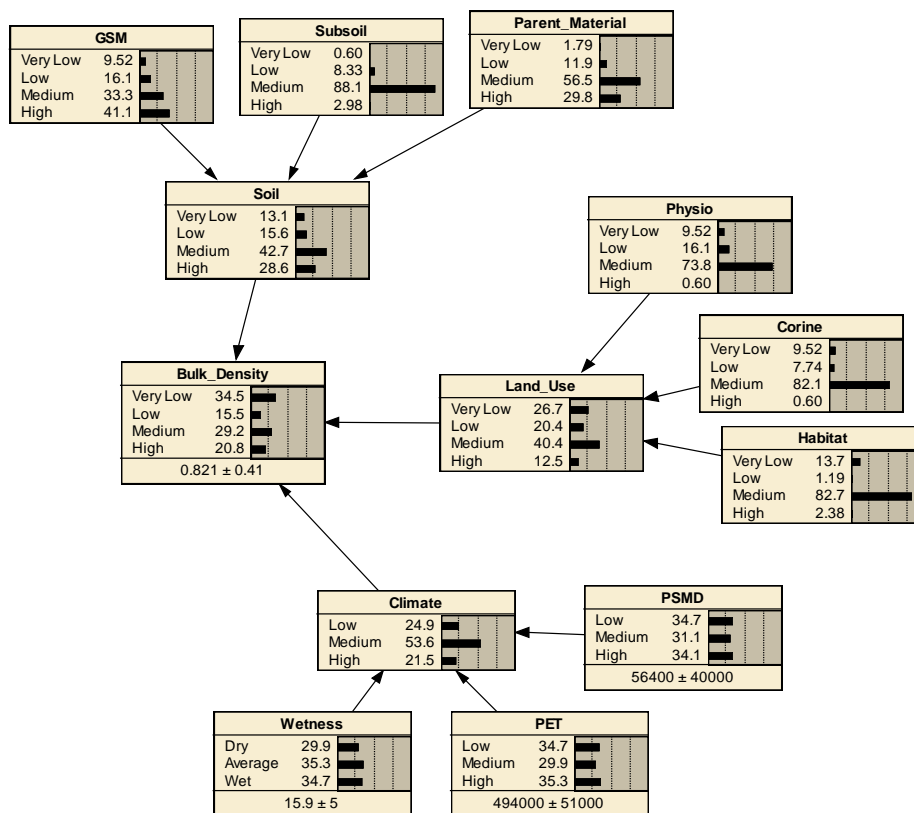 GSM
Very Low 9.52
Low 16.1
Medium 33.3
High 41.1
Subsoil
Very Low 0.60
Low 8.33
Medium 88.1
High 2.98
Parent_Material
Very Low 1.79
Low 11.9
Medium 56.5
High 29.8
Soil
Very Low 13.1
Low 15.6
Medium 42.7
High 28.6
Physio
Very Low 9.52
Low 16.1
Medium 73.8
High 0.60
Corine
Very Low 9.52
Low 7.74
Medium 82.1
High 0.60
Bulk_Density
Very Low 34.5
Low 15.5
Medium 29.2
High 20.8
0.821 ± 0.41
Land_Use
Very Low 26.7
Low 20.4
Medium 40.4
High 12.5
Habitat
Very Low 13.7
Low 1.19
Medium 82.7
High 2.38
Climate
Low 24.9
Medium 53.6
High 21.5
PSMD
Low 34.7
Medium 31.1
High 34.1
56400 ± 40000
Wetness
Dry 29.9
Average 35.3
Wet 34.7
15.9 ± 5
PET
Low 34.7
Medium 29.9
High 35.3
494000 ± 51000